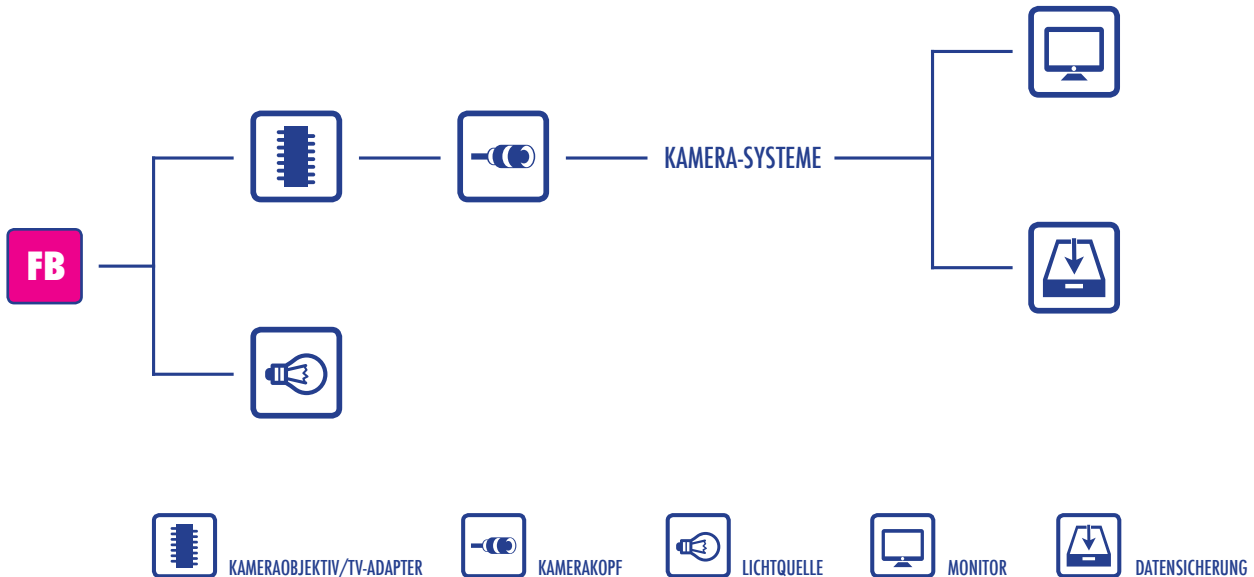 KAMERA-SYSTEME
FB
KAMERAOBJEKTIV/TV-ADAPTER
KAMERAKOPF
LICHTQUELLE
MONITOR
DATENSICHERUNG